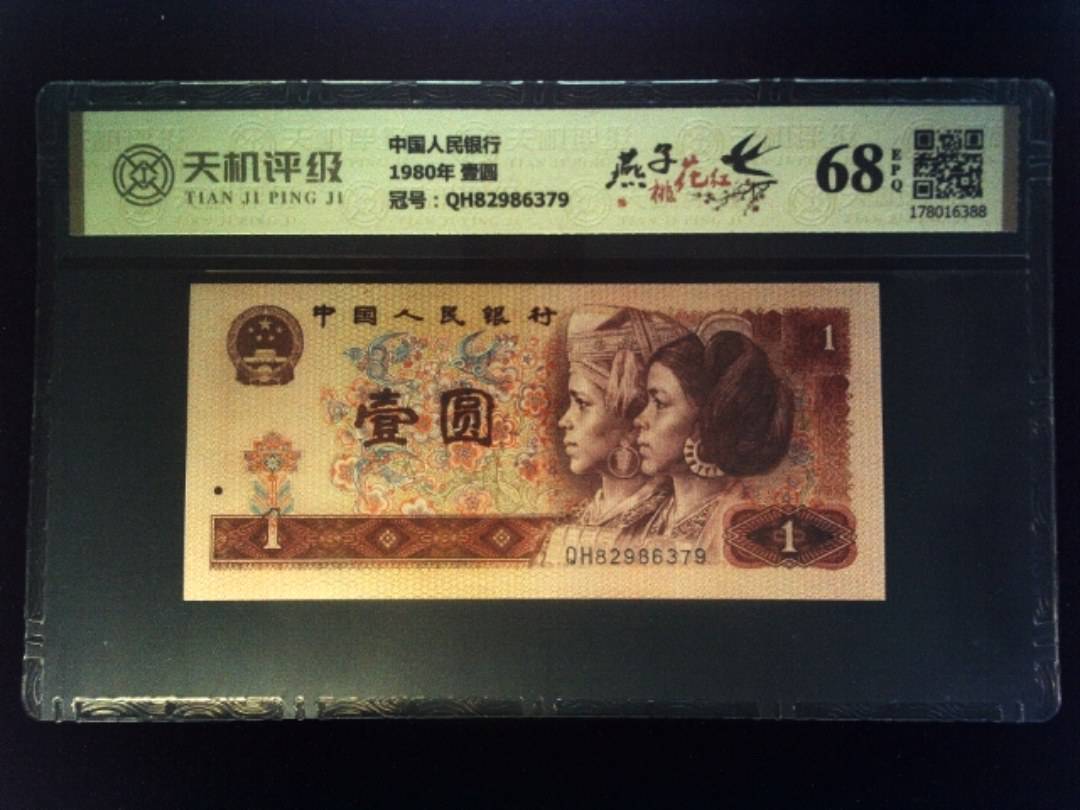 天机评级
TIAN JI PING JI
中国人民银行
1980年 壹圆
冠号：QH82986379
燕子
桃花红
68
EPQ
178016388
中国人民银行
壹圆
1
1
QH82986379
1